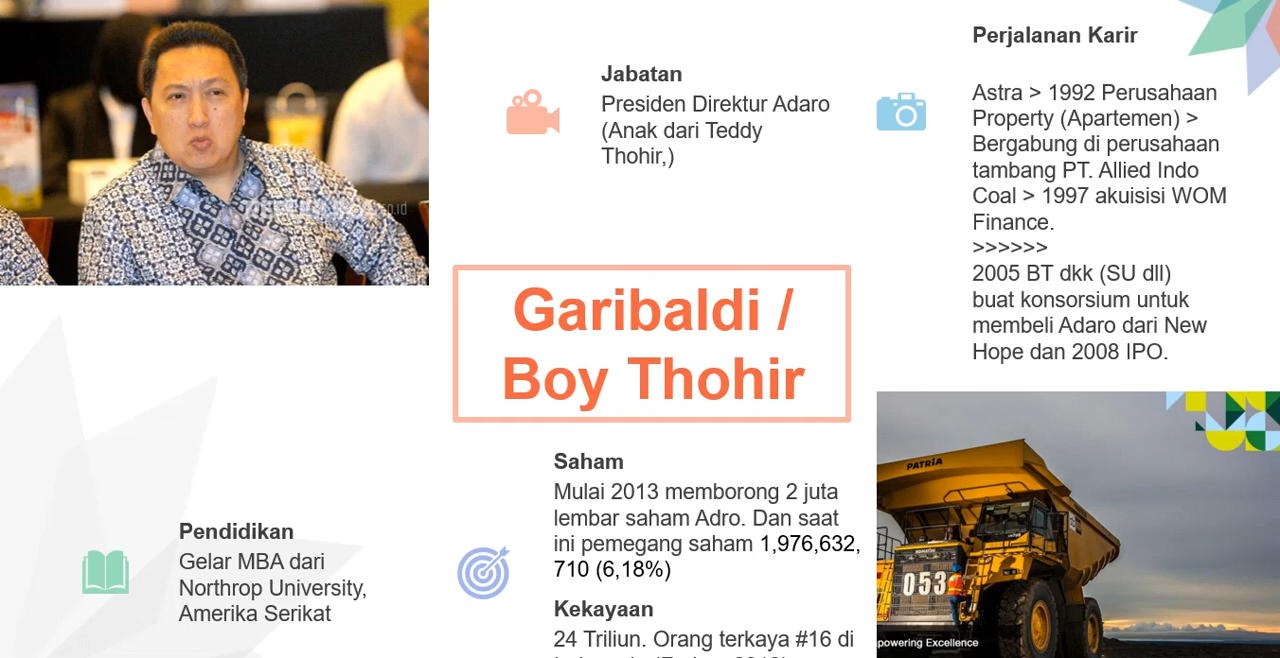 Jabatan
Presiden Direktur Adaro
(Anak dari Teddy
Thohir,)
Perjalanan Karir
Astra > 1992 Perusahaan
Property (Apartemen) >
Bergabung di perusahaan
tambang PT. Allied Indo
Coal > 1997 akuisisi WOM
Finance.
>>>>>>
2005 BT dkk (SU dll)
buat konsorsium untuk
membeli Adaro dari New
Hope dan 2008 IPO.
Garibaldi /
Boy Thohir
Pendidikan
Gelar MBA dari
Northrop University,
Amerika Serikat
Saham
Mulai 2013 memborong 2 juta
lembar saham Adro. Dan saat
ini pemegang saham 1,976,632,
710 (6,18%)
Kekayaan
24 Triliun. Orang terkaya #16 di
PATRIA
KOMATSU
053
powering Excellence